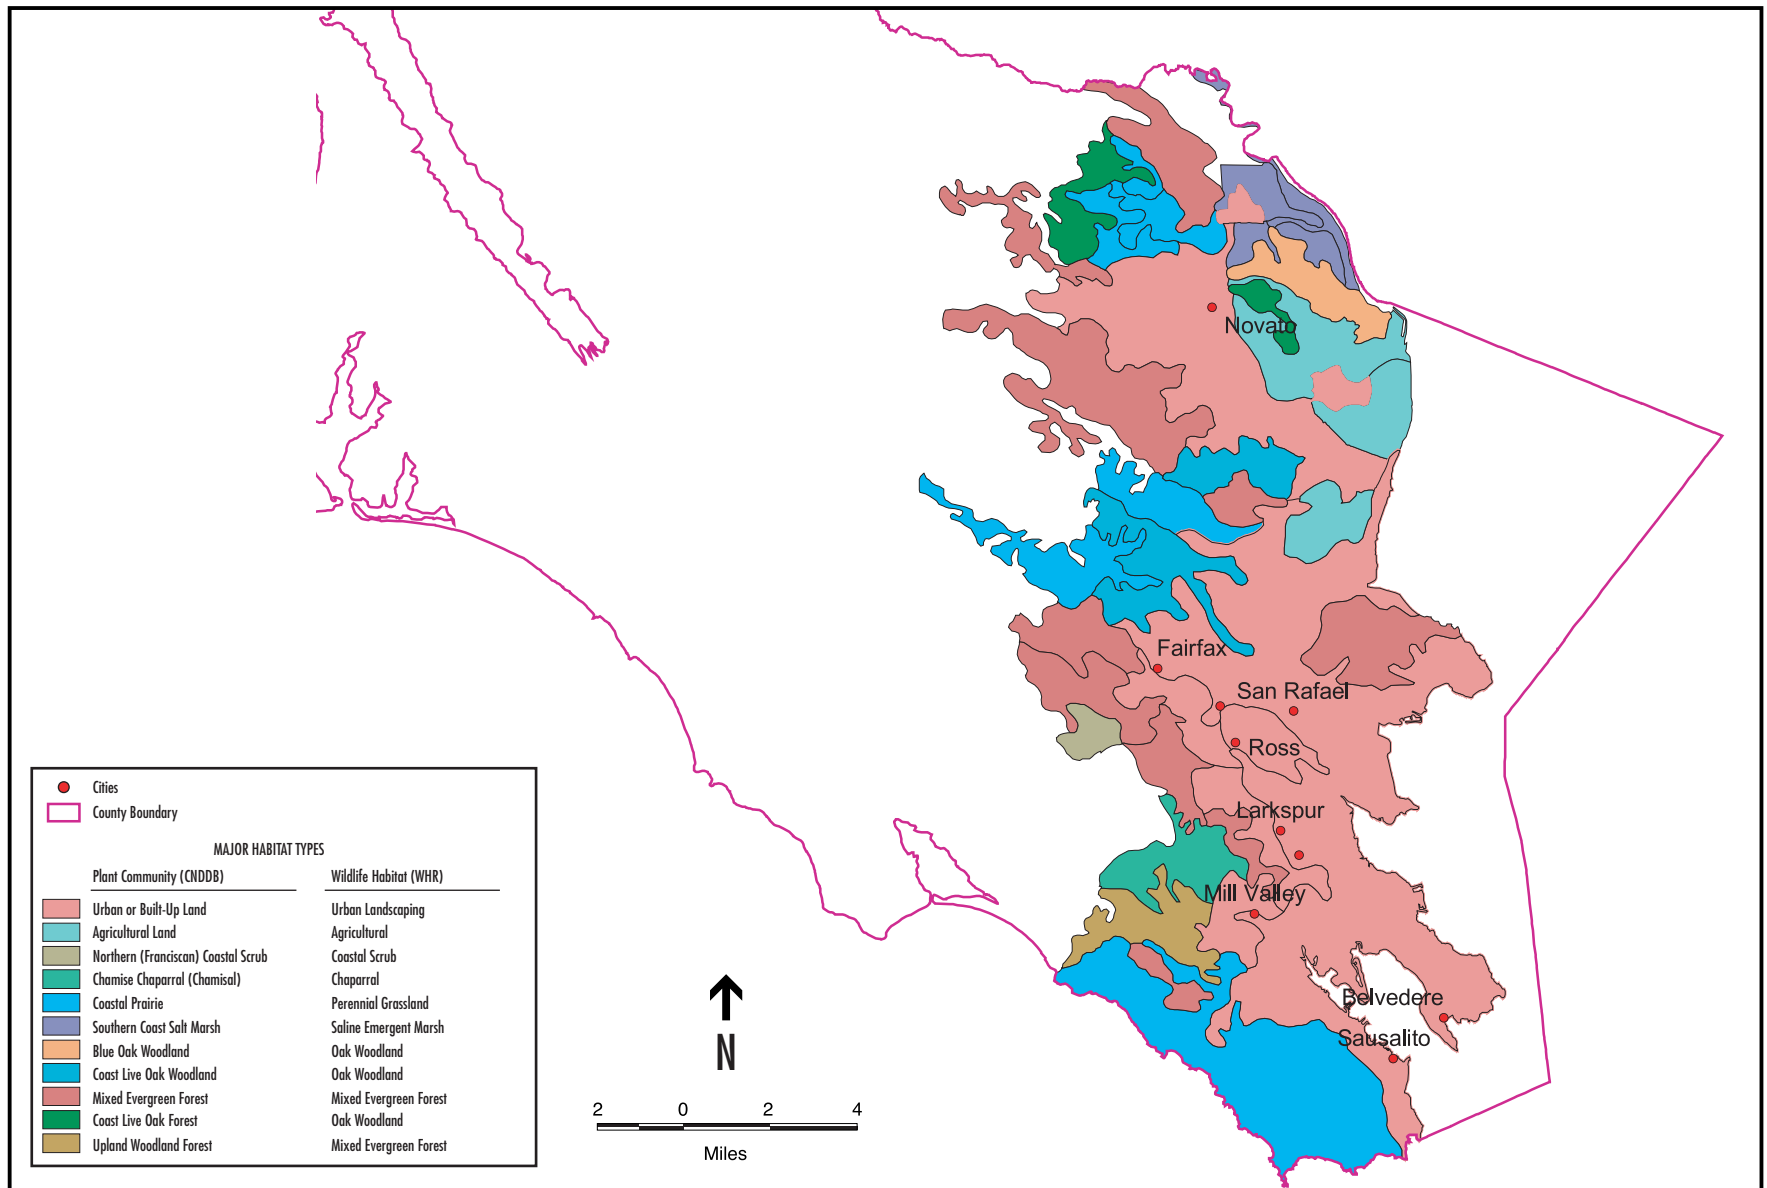 Novato
Fairfax
San Rafael
Ross
Larkspur
Mill Valley
Belvedere
Sausalito
Cities
County Boundary
MAJOR HABITAT TYPES
Plant Community (CNDDB) Wildlife Habitat (WHR)
Urban or Built-Up Land Urban Landscaping
Agricultural Land Agricultural
Northern (Franciscan) Coastal Scrub Coastal Scrub
Chamise Chaparral (Chamisal) Chaparral
Coastal Prairie Perennial Grassland
Southern Coast Salt Marsh Saline Emergent Marsh
Blue Oak Woodland Oak Woodland
Coast Live Oak Woodland Oak Woodland
Mixed Evergreen Forest Mixed Evergreen Forest
Coast Live Oak Forest Oak Woodland
Upland Woodland Forest Mixed Evergreen Forest
N
2 0 2 4
Miles